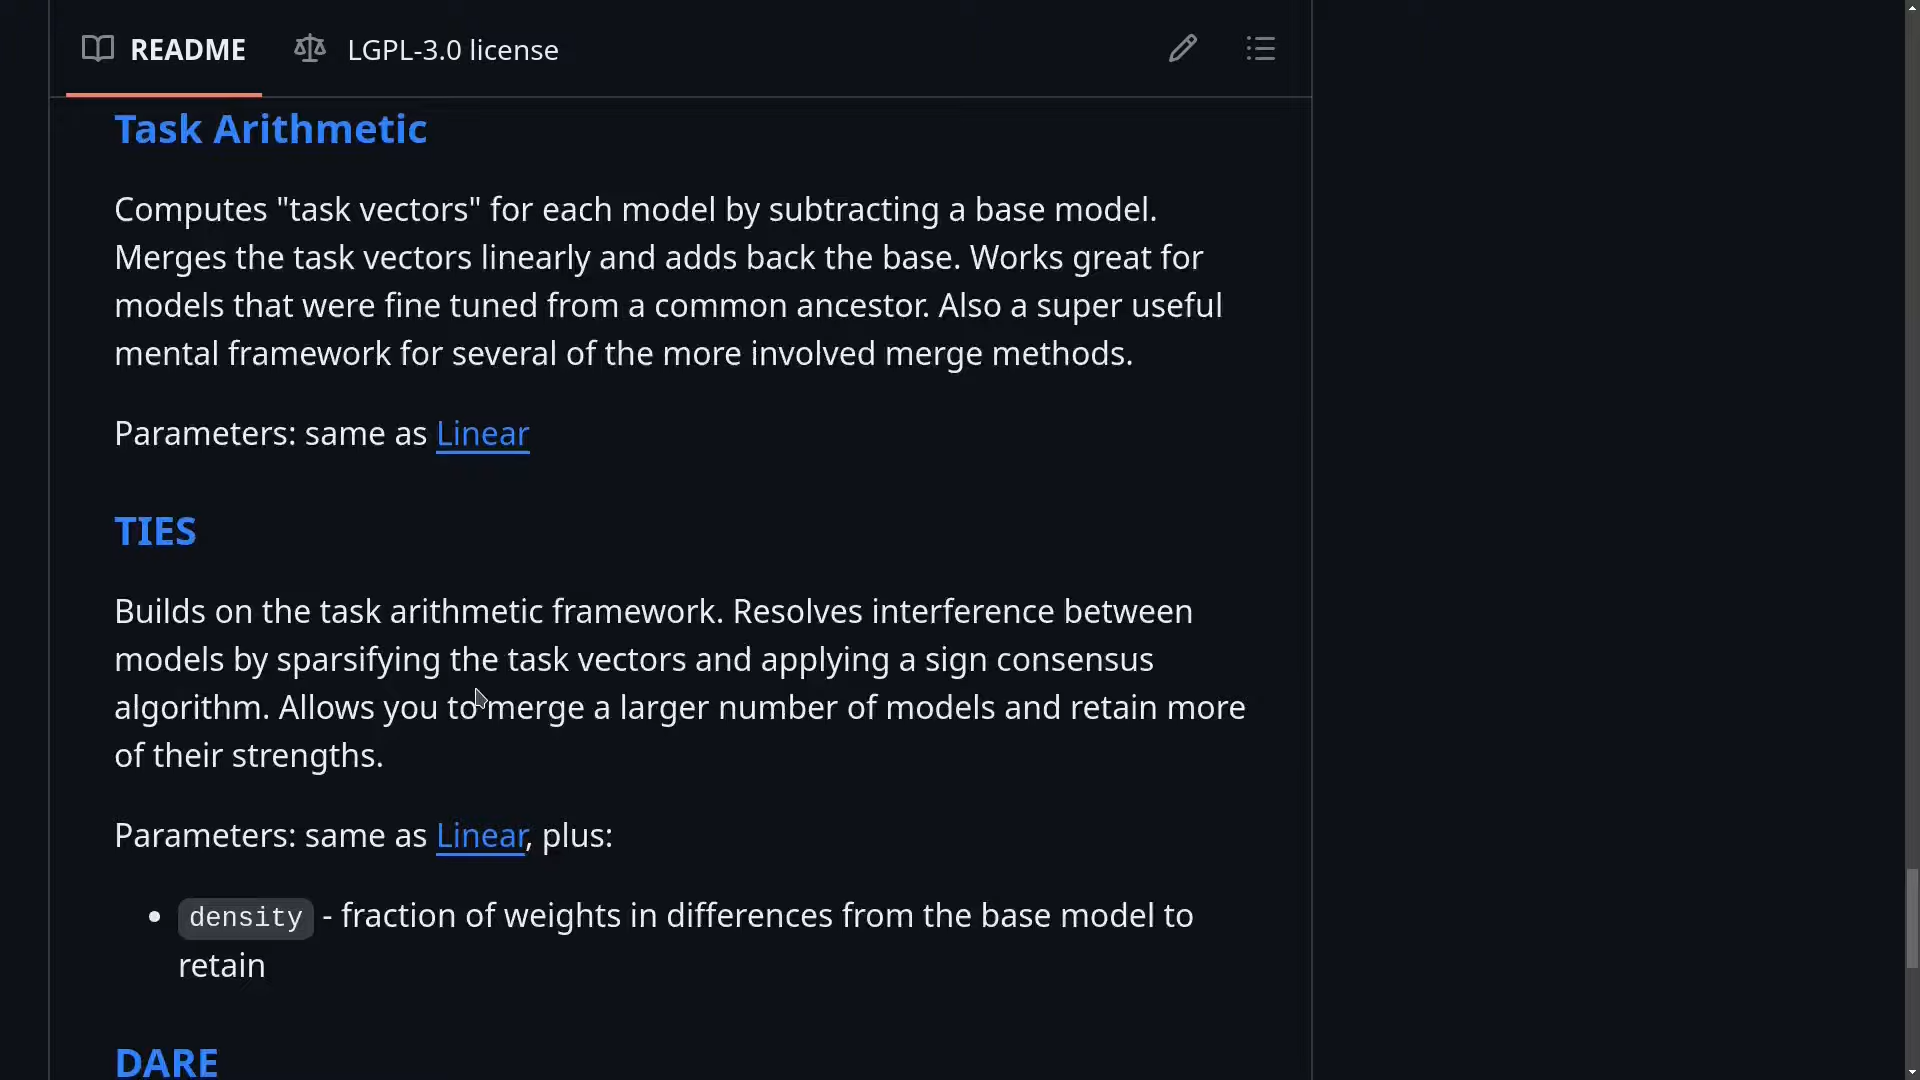 README
LGPL-3.0 license
Task Arithmetic
Computes "task vectors" for each model by subtracting a base model.
Merges the task vectors linearly and adds back the base. Works great for
models that were fine tuned from a common ancestor. Also a super useful
mental framework for several of the more involved merge methods.
Parameters: same as Linear
TIES
Builds on the task arithmetic framework. Resolves interference between
models by sparsifying the task vectors and applying a sign consensus
algorithm. Allows you to merge a larger number of models and retain more
of their strengths.
Parameters: same as Linear, plus:
density - fraction of weights in differences from the base model to
retain
DARE